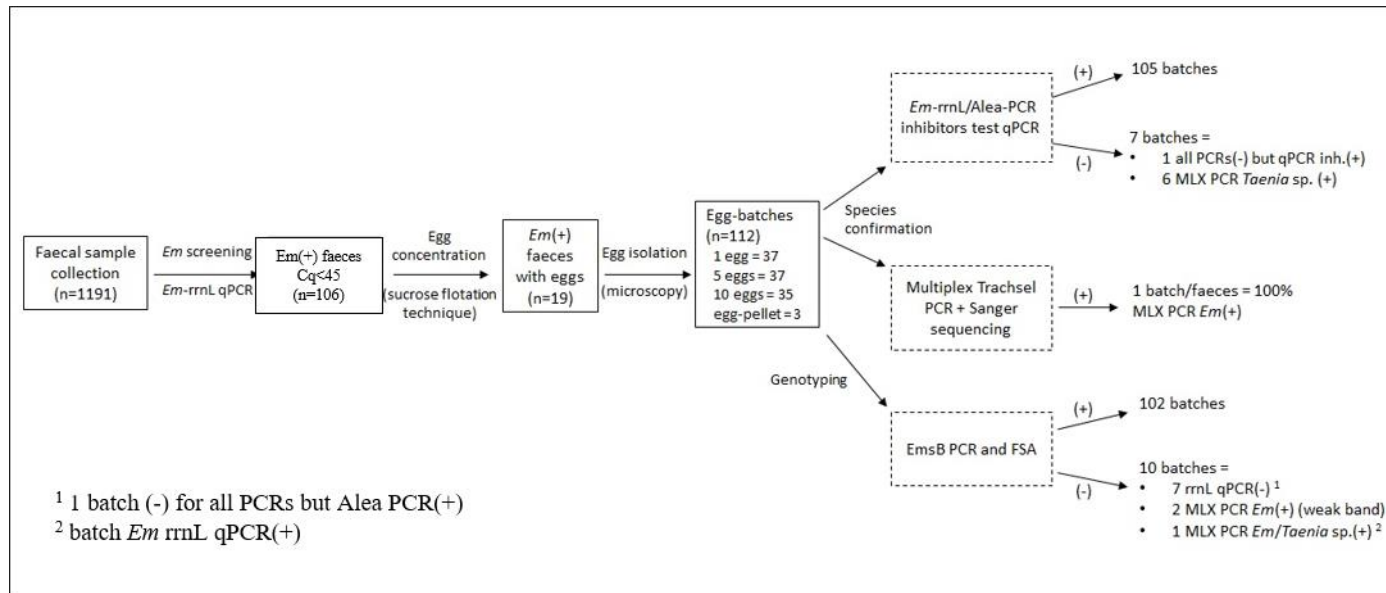 Faecal sample
collection
(n=1191)
Em screening
Em-rrnL qPCR
Em(+) faeces
Cq<45
(n=106)
Egg
concentration
(sucrose flotation
technique)
Em(+)
faeces
with eggs
(n=19)
Egg isolation
(microscopy)
Egg-batches
(n=112)
1 egg = 37
5 eggs = 37
10 eggs = 35
egg-pellet = 3
Species
confirmation
Genotyping
Em-rrnL/Alea-PCR
inhibitors test qPCR
(+)
105 batches
(-)
7 batches =
• 1 all PCRs(-) but qPCR inh.(+)
• 6 MLX PCR Taenia sp. (+)
Multiplex Trachsel
PCR + Sanger
sequencing
(+)
1 batch/faeces = 100%
MLX PCR Em(+)
EmsB PCR and FSA
(+)
102 batches
(-)
10 batches =
• 7 rrnL qPCR(-) ¹
• 2 MLX PCR Em(+) (weak band)
• 1 MLX PCR Em/Taenia sp.(+) ²
¹ 1 batch (-) for all PCRs but Alea PCR(+)
² batch Em rrnL qPCR(+)